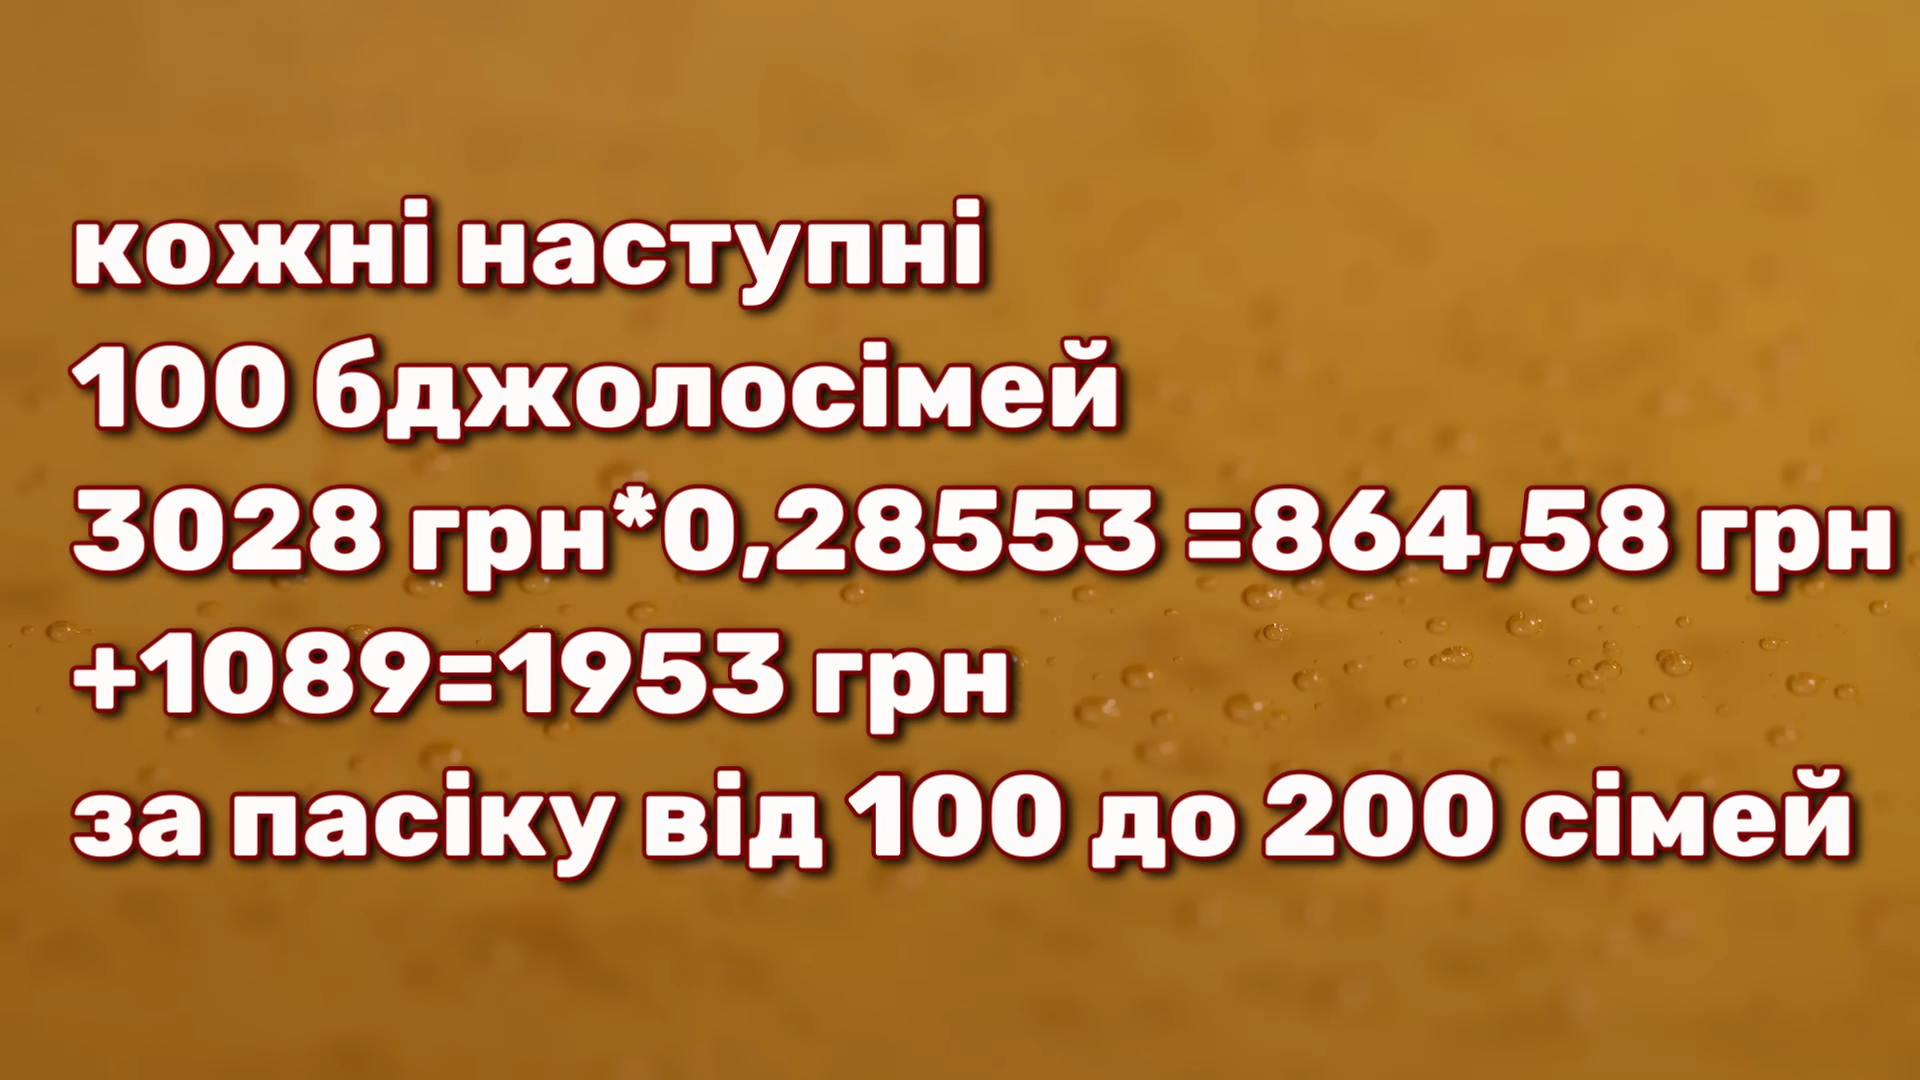 кожні наступні
100 бджолосімей
3028 грн*0,28553 =864,58 грн
+1089=1953 грн
за пасіку від 100 до 200 сімей